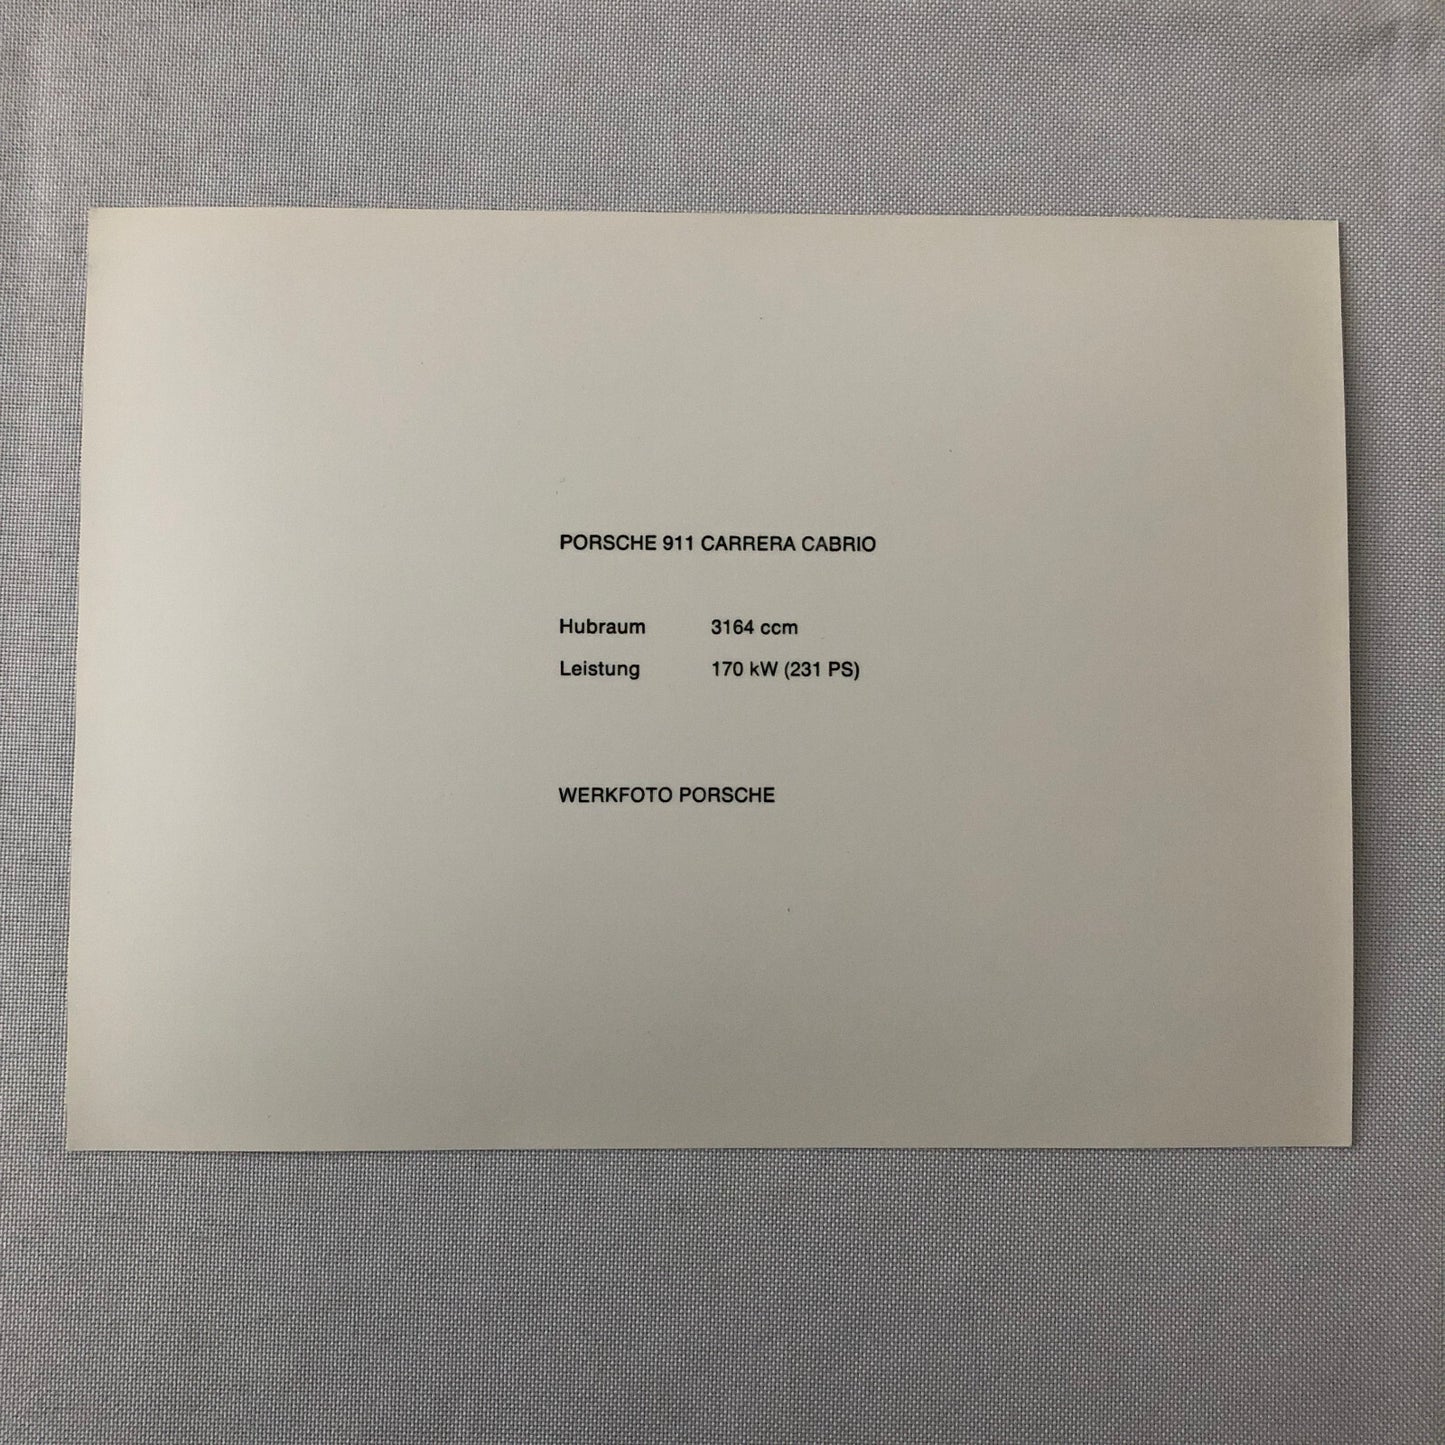 PORSCHE 911 CARRERA CABRIO
Hubraum 3164 ccm
Leistung 170 kW (231 PS)
WERKFOTO PORSCHE